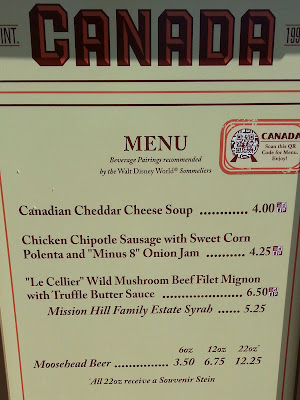 INT. CANADA 199
CANADA
Scan this QR
Code for Menu.
Enjoy!
MENU
Beverage Pairings recommended
by the Walt Disney World® Sommeliers
Canadian Cheddar Cheese Soup ............ 4.00
Chicken Chipotle Sausage with Sweet Corn
Polenta and "Minus 8" Onion Jam .......... 4.25
"Le Cellier" Wild Mushroom Beef Filet Mignon
with Truffle Butter Sauce ..................... 6.50
Mission Hill Family Estate Syrah ...... 5.25
6oz 12oz 22oz*
Moosehead Beer ............... 3.50 6.75 12.25
*All 22oz receive a Souvenir Stein